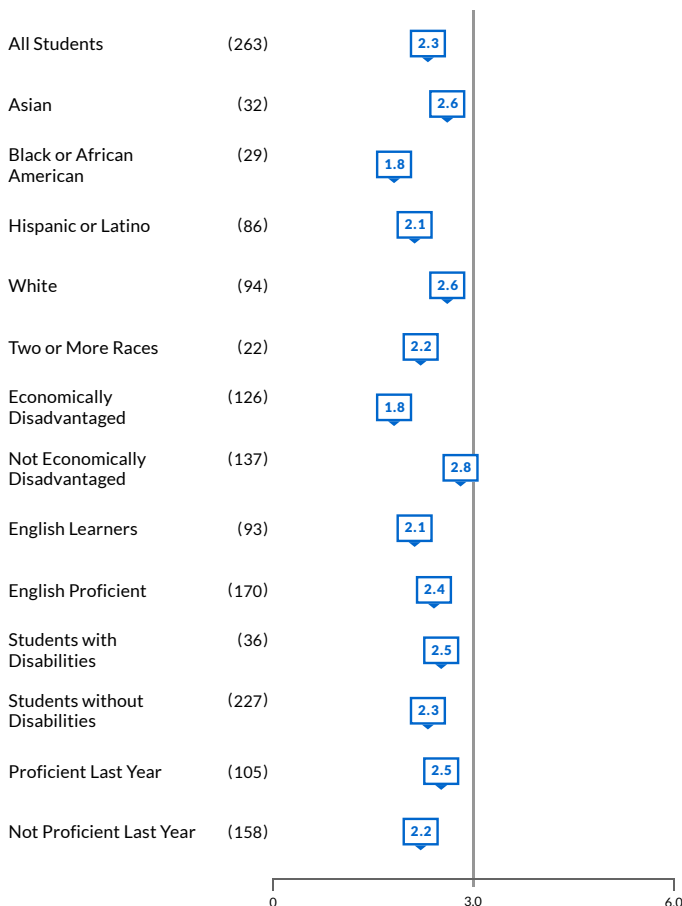 All Students (263) 2.3
Asian (32) 2.6
Black or African (29) 1.8
American
Hispanic or Latino (86) 2.1
White (94) 2.6
Two or More Races (22) 2.2
Economically (126) 1.8
Disadvantaged
Not Economically (137) 2.8
Disadvantaged
English Learners (93) 2.1
English Proficient (170) 2.4
Students with (36) 2.5
Disabilities
Students without (227) 2.3
Disabilities
Proficient Last Year (105) 2.5
Not Proficient Last Year (158) 2.2
0 3.0 6.0